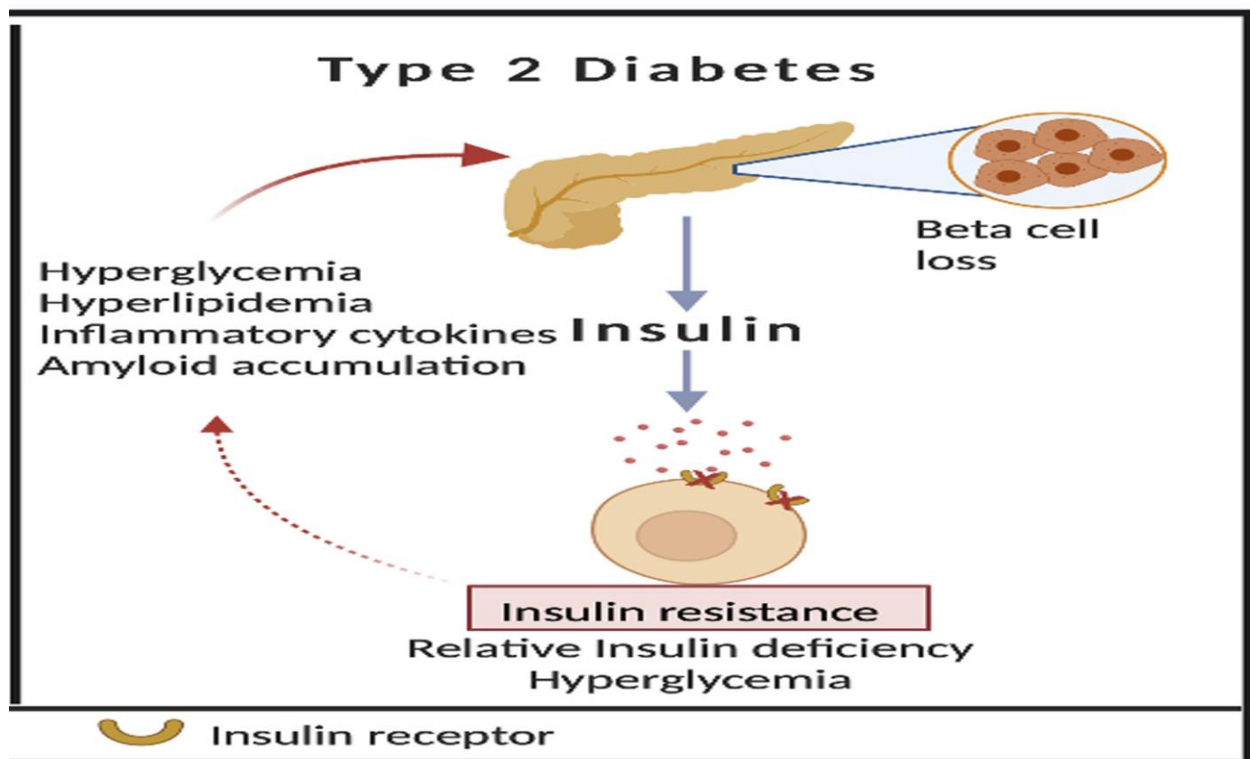 Type 2 Diabetes
Beta cell
loss
Hyperglycemia
Hyperlipidemia
Inflammatory cytokines
Amyloid accumulation
Insulin
Insulin resistance
Relative Insulin deficiency
Hyperglycemia
Insulin receptor